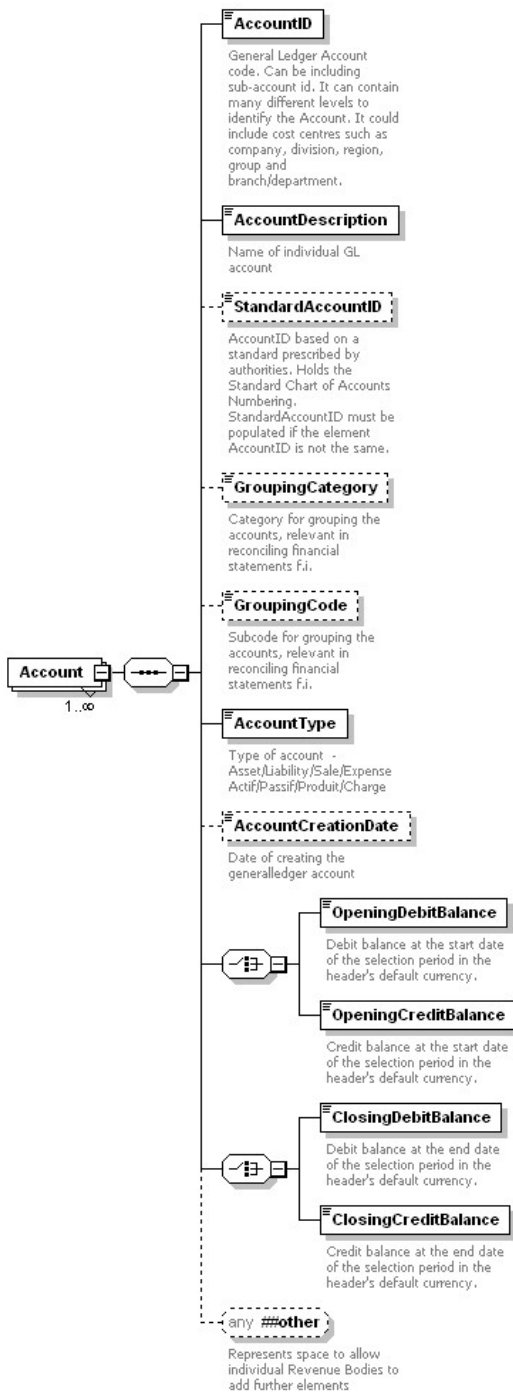 AccountID
General Ledger Account
code. Can be including
sub-account id. It can contain
many different levels to
identify the Account. It could
include cost centres such as
company, division, region,
group and
branch/department.
AccountDescription
Name of individual GL
account
StandardAccountID
AccountID based on a
standard prescribed by
authorities. Holds the
Standard Chart of Accounts
Numbering.
StandardAccountID must be
populated if the element
AccountID is not the same.
GroupingCategory
Category for grouping the
accounts, relevant in
reconciling financial
statements f.i.
GroupingCode
Subcode for grouping the
accounts, relevant in
reconciling financial
statements f.i.
Account
1..∞
AccountType
Type of account -
Asset/Liability/Sale/Expense
Actif/Passif/Produit/Charge
AccountCreationDate
Date of creating the
generalledger account
OpeningDebitBalance
Debit balance at the start date
of the selection period in the
header's default currency.
OpeningCreditBalance
Credit balance at the start date
of the selection period in the
header's default currency.
ClosingDebitBalance
Debit balance at the end date
of the selection period in the
header's default currency.
ClosingCreditBalance
Credit balance at the end date
of the selection period in the
header's default currency.
any ##other
Represents space to allow
individual Revenue Bodies to
add further elements